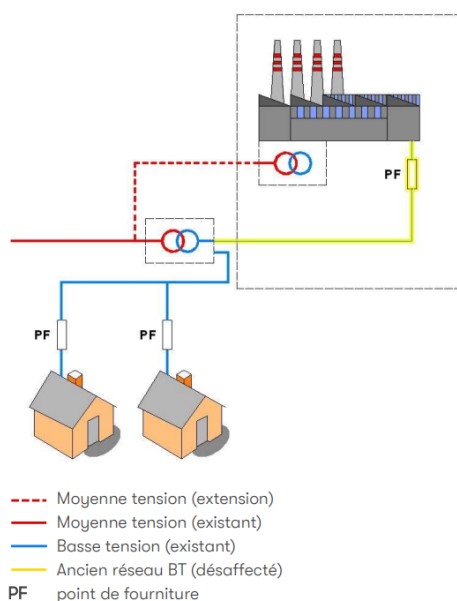 PF
PF
PF
Moyenne tension (extension)
Moyenne tension (existant)
Basse tension (existant)
Ancien réseau BT (désaffecté)
PF point de fourniture